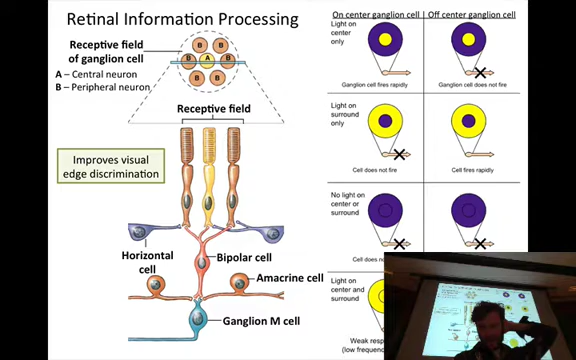 Retinal Information Processing
Receptive field
of ganglion cell
A – Central neuron
B – Peripheral neuron
B
B
B
A
B
B
B
Receptive field
Improves visual
edge discrimination
Horizontal
cell
Bipolar cell
Amacrine cell
Ganglion M cell
On center ganglion cell | Off center ganglion cell
Light on
center
only
Ganglion cell fires rapidly
Ganglion cell does not fire
Light on
surround
only
Cell does not fire
Cell fires rapidly
No light on
center or
surround
Cell does
Light on
center and
surround
Weak
(low